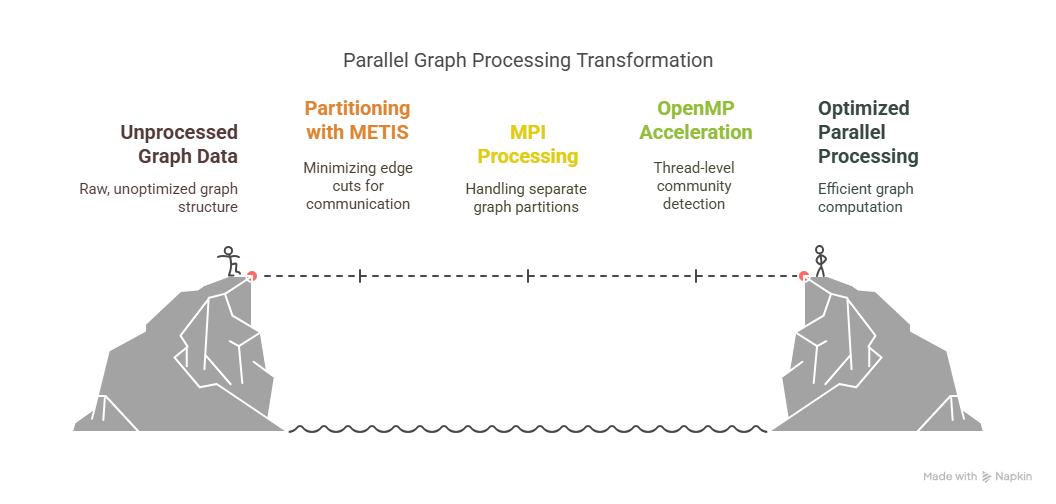 Parallel Graph Processing Transformation
Unprocessed
Graph Data
Raw, unoptimized graph
structure
Partitioning
with METIS
Minimizing edge
cuts for
communication
MPI
Processing
Handling separate
graph partitions
OpenMP
Acceleration
Thread-level
community
detection
Optimized
Parallel
Processing
Efficient graph
computation
Made with Napkin